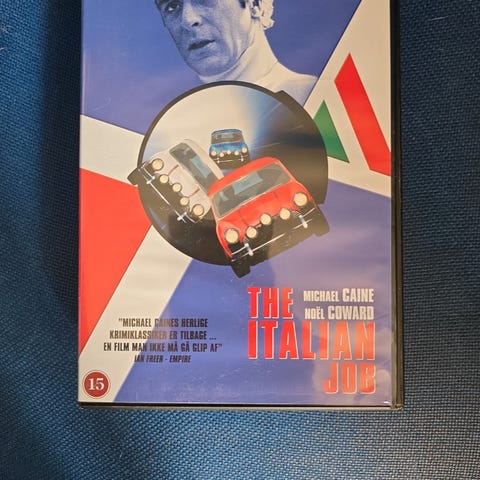 THE
ITALIAN
JOB
MICHAEL CAINE
NOËL COWARD
"MICHAEL CAINES HERLIGE
KRIMIKLASSIKER ER TILBAGE ...
EN FILM MAN IKKE MÅ GÅ GLIP AF"
IAN FREER - EMPIRE
15